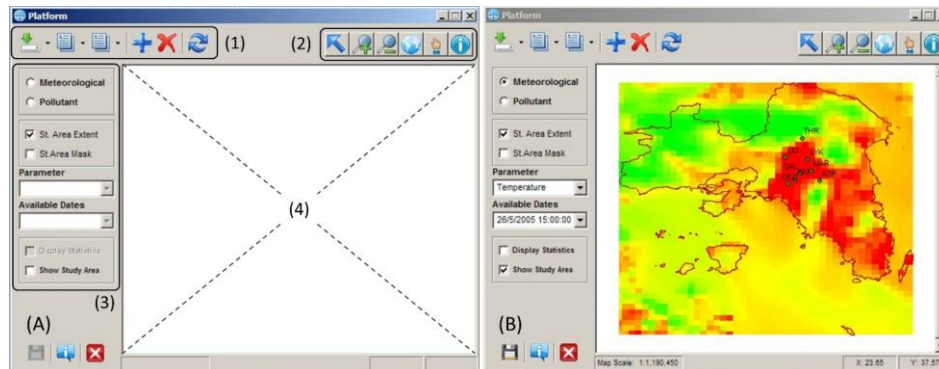 Platform
(1)
(2)
Meteorological
Pollutant
St. Area Extent
St.Area Mask
Parameter
Available Dates
Display Statistics
Show Study Area
(3)
(4)
(A)
Platform
Meteorological
Pollutant
St. Area Extent
St.Area Mask
Parameter
Temperature
Available Dates
26/5/2005 15:00:00
Display Statistics
Show Study Area
THR
(B)
Map Scale: 1:1,190,450
X: 23.65
Y: 37.57